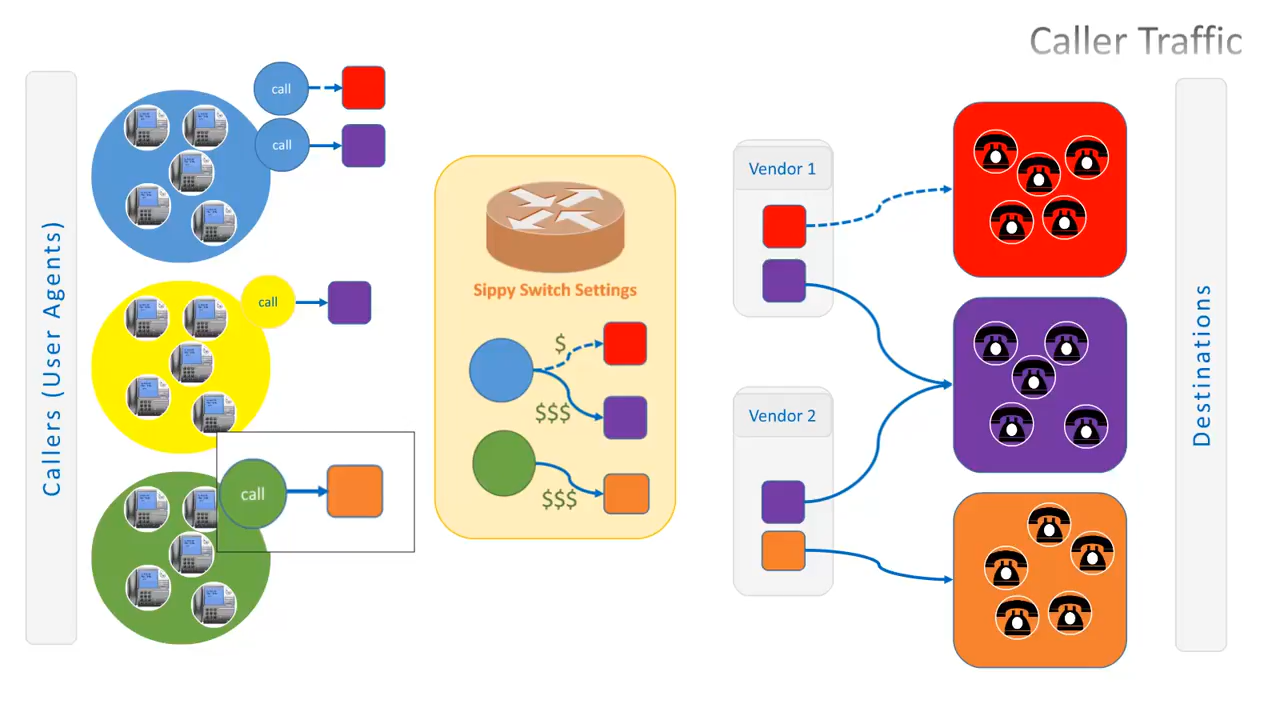 Caller Traffic
Callers (User Agents)
call
call
call
call
Sippy Switch Settings
$
$$$
$$$
Vendor 1
Vendor 2
Destinations